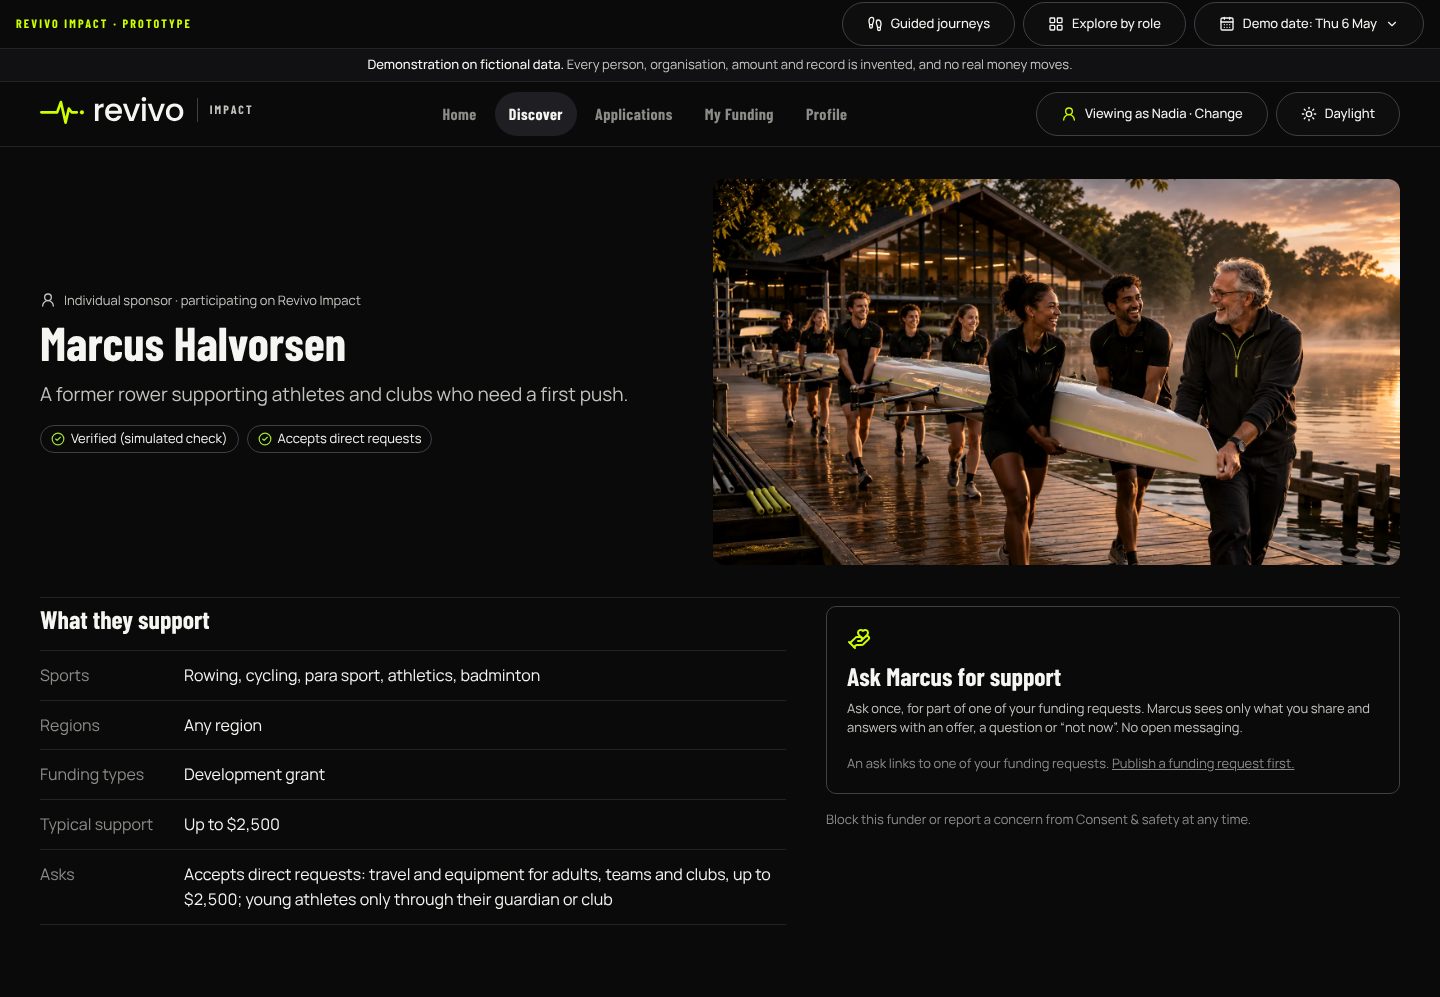 REVIVO IMPACT · PROTOTYPE
Guided journeys
Explore by role
Demo date: Thu 6 May
Demonstration on fictional data. Every person, organisation, amount and record is invented, and no real money moves.
revivo
IMPACT
Home
Discover
Applications
My Funding
Profile
Viewing as Nadia · Change
Daylight
Individual sponsor · participating on Revivo Impact
Marcus Halvorsen
A former rower supporting athletes and clubs who need a first push.
Verified (simulated check)
Accepts direct requests
What they support
Sports
Rowing, cycling, para sport, athletics, badminton
Regions
Any region
Funding types
Development grant
Typical support
Up to $2,500
Asks
Accepts direct requests: travel and equipment for adults, teams and clubs, up to
$2,500; young athletes only through their guardian or club
Ask Marcus for support
Ask once, for part of one of your funding requests. Marcus sees only what you share and
answers with an offer, a question or “not now”. No open messaging.
An ask links to one of your funding requests. Publish a funding request first.
Block this funder or report a concern from Consent & safety at any time.